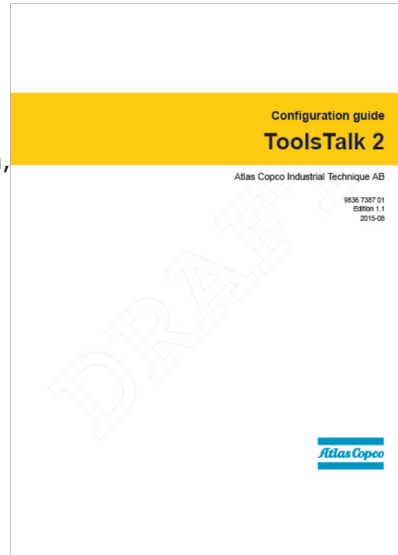 Configuration guide
ToolsTalk 2
,
Atlas Copco Industrial Technique AB
9836 7387 01
Edition 1.1
2015-08
DRAFT
Atlas Copco